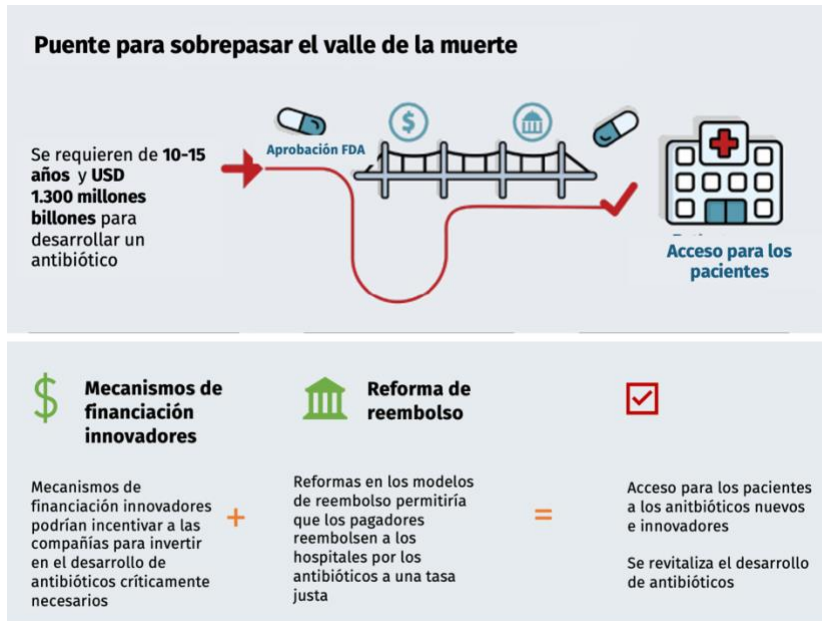 Puente para sobrepasar el valle de la muerte
Se requieren de 10-15
años y USD
1.300 millones
billones para
desarrollar un
antibiótico
Aprobación FDA
$
Acceso para los
pacientes
$
Mecanismos de
financiación
innovadores
Reforma de
reembolso
Mecanismos de
financiación innovadores
podrían incentivar a las
compañías para invertir
en el desarrollo de
antibióticos críticamente
necesarios
+
Reformas en los modelos
de reembolso permitiría
que los pagadores
reembolsen a los
hospitales por los
antibióticos a una tasa
justa
=
Acceso para los pacientes
a los anitbióticos nuevos
e innovadores
Se revitaliza el desarrollo
de antibióticos